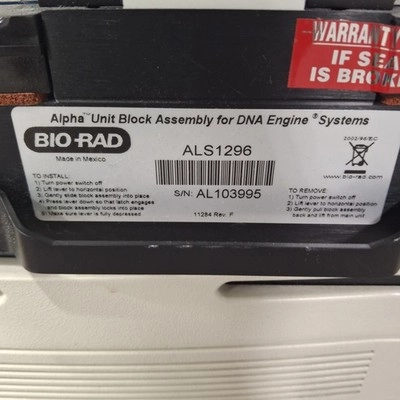 WARRANT
IF SEA
IS BROK
Alpha™ Unit Block Assembly for DNA Engine® Systems
BIO-RAD
Made in Mexico
ALS1296
2002/96/EC
S/N: AL103995
www.bio-rad.com
TO INSTALL:
1) Turn power switch off
2) Lift lever to horizontal position
3) Gently slide block assembly into place
4) Press lever down so that latch engages
and block assembly locks into place
5) Make sure lever is fully depressed
11284 Rev. F
TO REMOVE:
1) Turn power switch off
2) Lift lever to horizontal position
3) Gently pull block assembly
back and lift from main unit